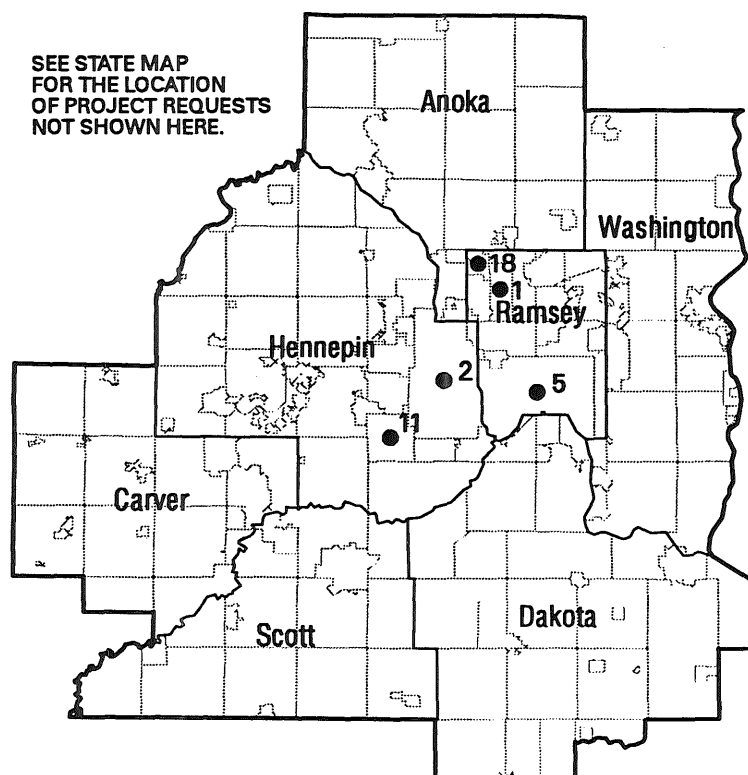 SEE STATE MAP
FOR THE LOCATION
OF PROJECT REQUESTS
NOT SHOWN HERE.
Anoka
Washington
18
1
Ramsey
Hennepin
2
5
11
Carver
Scott
Dakota